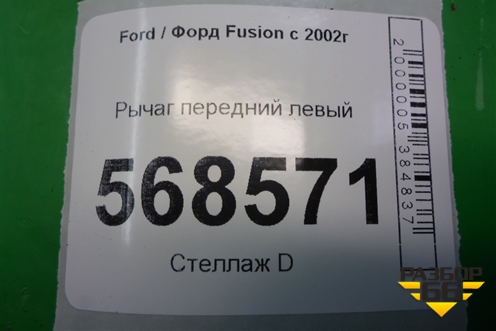 Ford / Форд Fusion с 2002г
Рычаг передний левый
568571
Стеллаж D
2000005384837
РАЗБОР
66